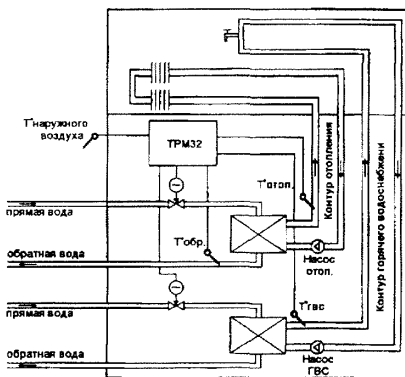 Т°наружного
воздуха
ТРМ32
Т°отоп.
Контур отопления
Контур горячего водоснабжени
прямая вода
Т°обр.
обратная вода
Насос
отоп.
прямая вода
Т°гвс
обратная вода
Насос
ГВС